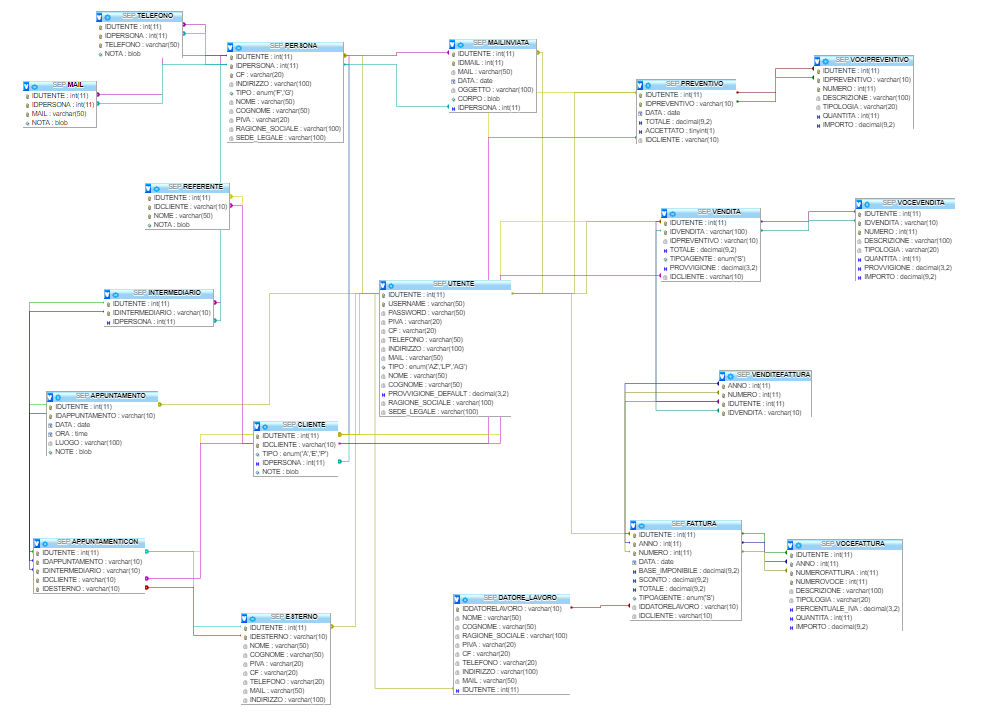 SEP TELEFONO
IDUTENTE : int(11)
IDPERSONA : int(11)
TELEFONO : varchar(50)
NOTA : blob
SEP MAIL
IDUTENTE : int(11)
IDPERSONA : int(11)
MAIL : varchar(50)
NOTA : blob
SEP PERSONA
IDUTENTE : int(11)
IDPERSONA : int(11)
CF : varchar(20)
INDIRIZZO : varchar(100)
TIPO : enum('F','G')
NOME : varchar(50)
COGNOME : varchar(50)
PIVA : varchar(20)
RAGIONE_SOCIALE : varchar(100)
SEDE_LEGALE : varchar(100)
SEP MAILINVIATA
IDUTENTE : int(11)
IDMAIL : int(11)
MAIL : varchar(50)
DATA : date
OGGETTO : varchar(100)
CORPO : blob
IDPERSONA : int(11)
SEP PREVENTIVO
IDUTENTE : int(11)
IDPREVENTIVO : varchar(10)
DATA : date
TOTALE : decimal(9,2)
ACCETTATO : tinyint(1)
IDCLIENTE : varchar(10)
SEP VOCIPREVENTIVO
IDUTENTE : int(11)
IDPREVENTIVO : varchar(10)
NUMERO : int(11)
DESCRIZIONE : varchar(100)
TIPOLOGIA : varchar(20)
QUANTITA : int(11)
IMPORTO : decimal(9,2)
SEP REFERENTE
IDUTENTE : int(11)
IDCLIENTE : varchar(10)
NOME : varchar(50)
NOTA : blob
SEP VENDITA
IDUTENTE : int(11)
IDVENDITA : varchar(100)
IDPREVENTIVO : varchar(10)
TOTALE : decimal(9,2)
TIPOAGENTE : enum('S')
PROVVIGIONE : decimal(3,2)
IDCLIENTE : varchar(10)
SEP VOCEVENDITA
IDUTENTE : int(11)
IDVENDITA : varchar(10)
NUMERO : int(11)
DESCRIZIONE : varchar(100)
TIPOLOGIA : varchar(20)
QUANTITA : int(11)
PROVVIGIONE : decimal(3,2)
IMPORTO : decimal(9,2)
SEP INTERMEDIARIO
IDUTENTE : int(11)
IDINTERMEDIARIO : varchar(10)
IDPERSONA : int(11)
SEP UTENTE
IDUTENTE : int(11)
USERNAME : varchar(50)
PASSWORD : varchar(50)
PIVA : varchar(20)
CF : varchar(20)
TELEFONO : varchar(50)
INDIRIZZO : varchar(100)
MAIL : varchar(50)
TIPO : enum('AZ','LP','AG')
NOME : varchar(50)
COGNOME : varchar(50)
PROVVIGIONE_DEFAULT : decimal(3,2)
RAGIONE_SOCIALE : varchar(100)
SEDE_LEGALE : varchar(100)
SEP VENDITEFATTURA
ANNO : int(11)
NUMERO : int(11)
IDUTENTE : int(11)
IDVENDITA : varchar(10)
SEP APPUNTAMENTO
IDUTENTE : int(11)
IDAPPUNTAMENTO : varchar(10)
DATA : date
ORA : time
LUOGO : varchar(100)
NOTE : blob
SEP CLIENTE
IDUTENTE : int(11)
IDCLIENTE : varchar(10)
TIPO : enum('A','E','P')
IDPERSONA : int(11)
NOTE : blob
SEP APPUNTAMENTICON
IDUTENTE : int(11)
IDAPPUNTAMENTO : varchar(10)
IDINTERMEDIARIO : varchar(10)
IDCLIENTE : varchar(10)
IDESTERNO : varchar(10)
SEP FATTURA
IDUTENTE : int(11)
ANNO : int(11)
NUMERO : int(11)
DATA : date
BASE_IMPONIBILE : decimal(9,2)
SCONTO : decimal(9,2)
TOTALE : decimal(9,2)
TIPOAGENTE : enum('S')
IDDATORELAVORO : varchar(10)
IDCLIENTE : varchar(10)
SEP VOCEFATTURA
IDUTENTE : int(11)
ANNO : int(11)
NUMEROFATTURA : int(11)
NUMEROVOCE : int(11)
DESCRIZIONE : varchar(100)
TIPOLOGIA : varchar(20)
PERCENTUALE_IVA : decimal(3,2)
QUANTITA : int(11)
IMPORTO : decimal(9,2)
SEP ESTERNO
IDUTENTE : int(11)
IDESTERNO : varchar(10)
NOME : varchar(50)
COGNOME : varchar(50)
PIVA : varchar(20)
CF : varchar(20)
TELEFONO : varchar(20)
MAIL : varchar(50)
INDIRIZZO : varchar(100)
SEP DATORE_LAVORO
IDDATORELAVORO : varchar(10)
NOME : varchar(50)
COGNOME : varchar(50)
RAGIONE_SOCIALE : varchar(100)
PIVA : varchar(20)
CF : varchar(20)
TELEFONO : varchar(20)
INDIRIZZO : varchar(100)
MAIL : varchar(50)
IDUTENTE : int(11)